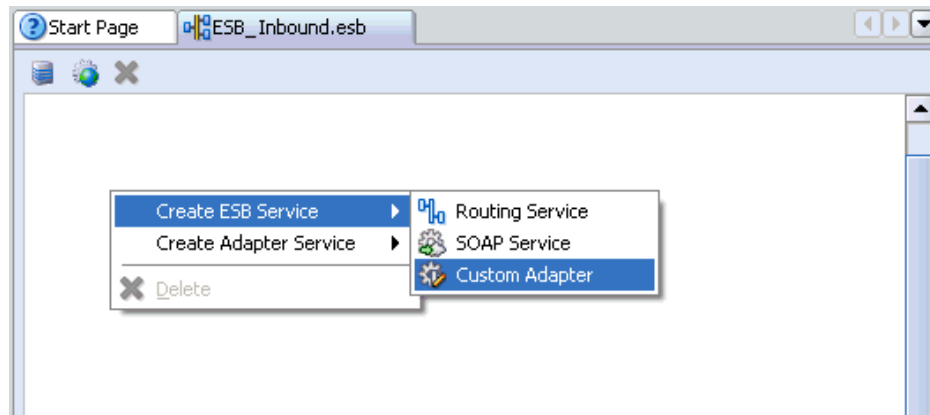 Start Page ESB_Inbound.esb
Create ESB Service Routing Service
Create Adapter Service SOAP Service
Delete Custom Adapter